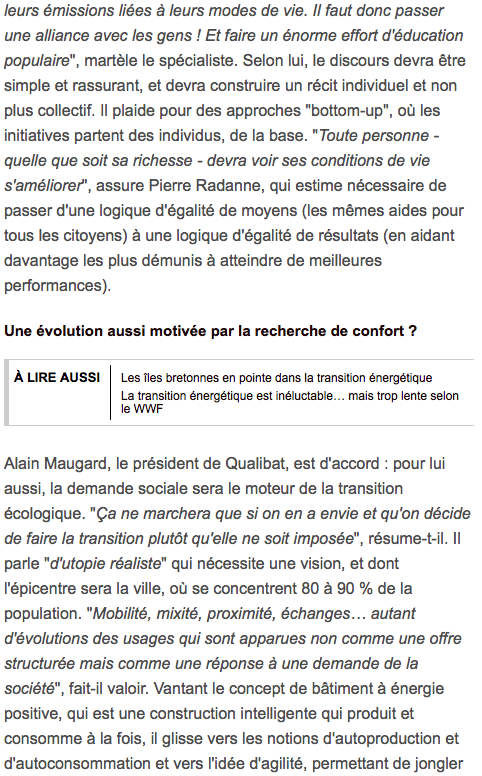 leurs émissions liées à leurs modes de vie. Il faut donc passer
une alliance avec les gens ! Et faire un énorme effort d'éducation
populaire", martèle le spécialiste. Selon lui, le discours devra être
simple et rassurant, et devra construire un récit individuel et non
plus collectif. Il plaide pour des approches "bottom-up", où les
initiatives partent des individus, de la base. "Toute personne -
quelle que soit sa richesse - devra voir ses conditions de vie
s'améliorer", assure Pierre Radanne, qui estime nécessaire de
passer d'une logique d'égalité de moyens (les mêmes aides pour
tous les citoyens) à une logique d'égalité de résultats (en aidant
davantage les plus démunis à atteindre de meilleures
performances).
Une évolution aussi motivée par la recherche de confort ?
À LIRE AUSSI
Les îles bretonnes en pointe dans la transition énergétique
La transition énergétique est inéluctable… mais trop lente selon
le WWF
Alain Maugard, le président de Qualibat, est d'accord : pour lui
aussi, la demande sociale sera le moteur de la transition
écologique. "Ça ne marchera que si on en a envie et qu'on décide
de faire la transition plutôt qu'elle ne soit imposée", résume-t-il. Il
parle "d'utopie réaliste" qui nécessite une vision, et dont
l'épicentre sera la ville, où se concentrent 80 à 90 % de la
population. "Mobilité, mixité, proximité, échanges… autant
d'évolutions des usages qui sont apparues non comme une offre
structurée mais comme une réponse à une demande de la
société", fait-il valoir. Vantant le concept de bâtiment à énergie
positive, qui est une construction intelligente qui produit et
consomme à la fois, il glisse vers les notions d'autoproduction et
d'autoconsommation et vers l'idée d'agilité, permettant de jongler